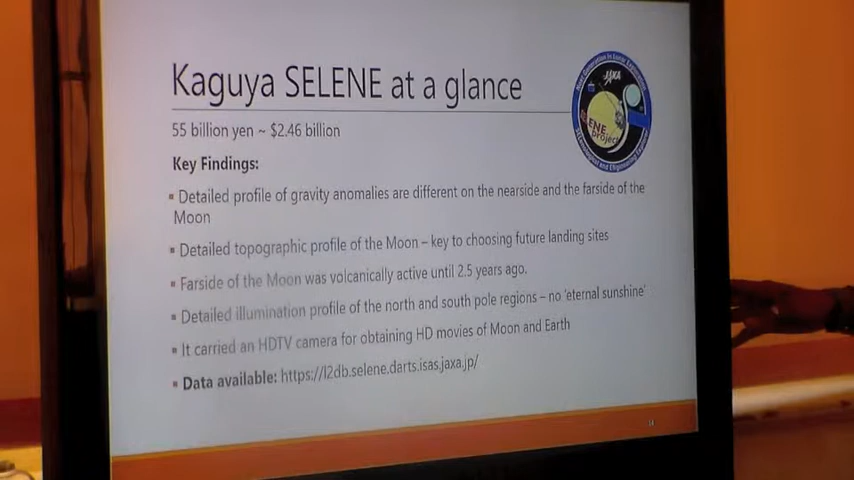 Kaguya SELENE at a glance
JAXA
ENE
project
55 billion yen ~ $2.46 billion
Key Findings:
▪ Detailed profile of gravity anomalies are different on the nearside and the farside of the
Moon
▪ Detailed topographic profile of the Moon – key to choosing future landing sites
▪ Farside of the Moon was volcanically active until 2.5 years ago.
▪ Detailed illumination profile of the north and south pole regions – no 'eternal sunshine'
▪ It carried an HDTV camera for obtaining HD movies of Moon and Earth
▪ Data available: https://l2db.selene.darts.isas.jaxa.jp/
14